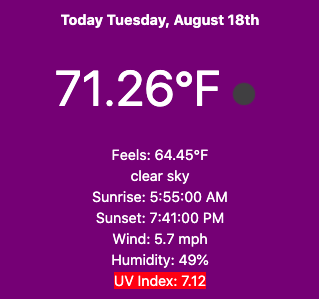 Today Tuesday, August 18th
71.26°F
Feels: 64.45°F
clear sky
Sunrise: 5:55:00 AM
Sunset: 7:41:00 PM
Wind: 5.7 mph
Humidity: 49%
UV Index: 7.12